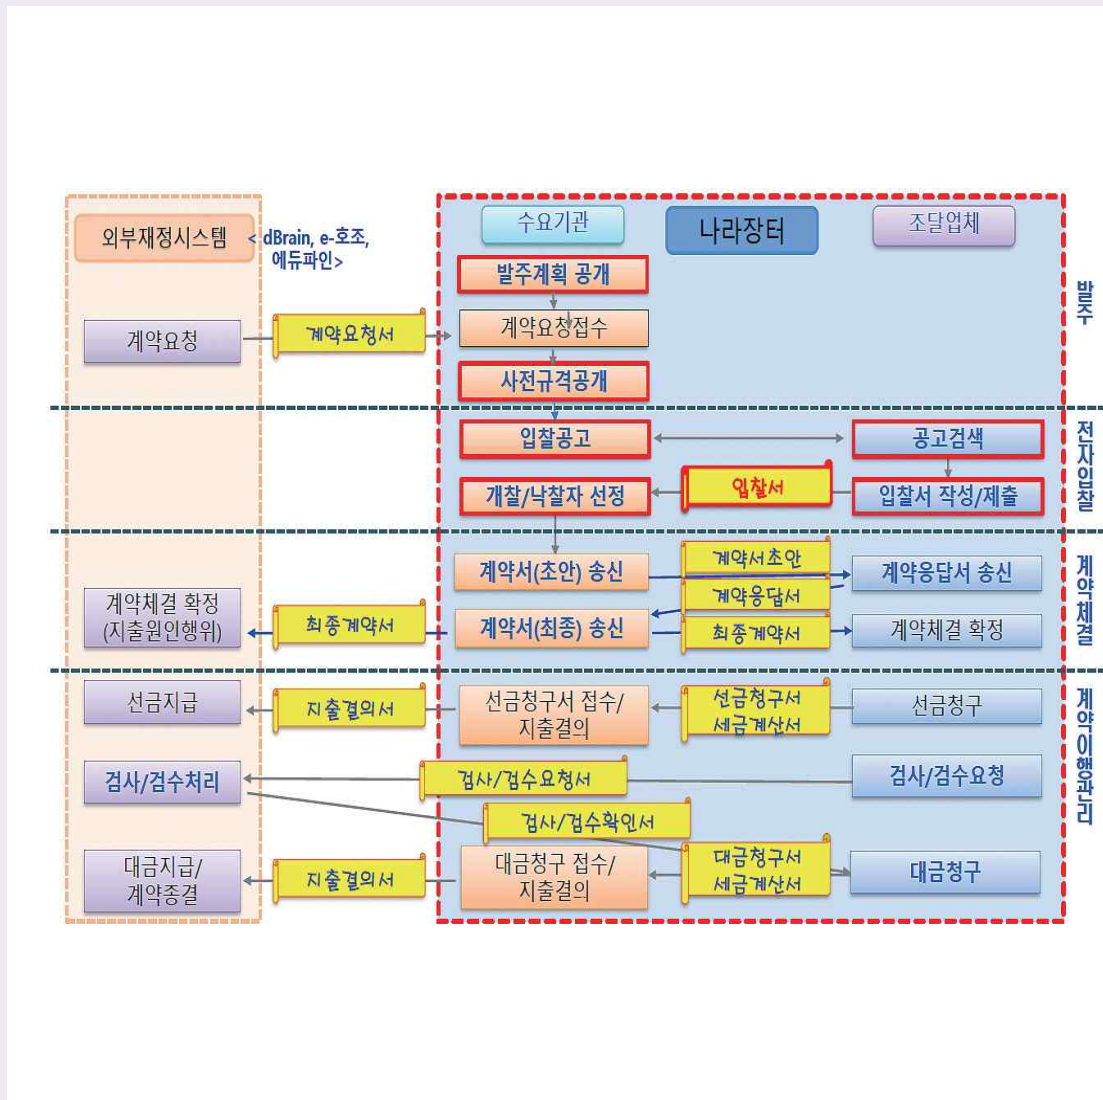 외부재정시스템
< dBrain, e-호조,
에듀파인>
수요기관
나라장터
조달업체
발주계획 공개
계약요청
계약요청서
계약요청접수
사전규격공개
발주
입찰공고
공고검색
개찰/낙찰자 선정
입찰서
입찰서 작성/제출
전자입찰
계약서(초안) 송신
계약서초안
계약응답서
계약응답서 송신
계약체결 확정
(지출원인행위)
최종계약서
계약서(최종) 송신
최종계약서
계약체결 확정
계약체결
선금지급
지출결의서
선금청구서 접수/
지출결의
선금청구서
세금계산서
선금청구
검사/검수처리
검사/검수요청서
검사/검수요청
검사/검수확인서
대금지급/
계약종결
지출결의서
대금청구 접수/
지출결의
대금청구서
세금계산서
대금청구
계약이행관리